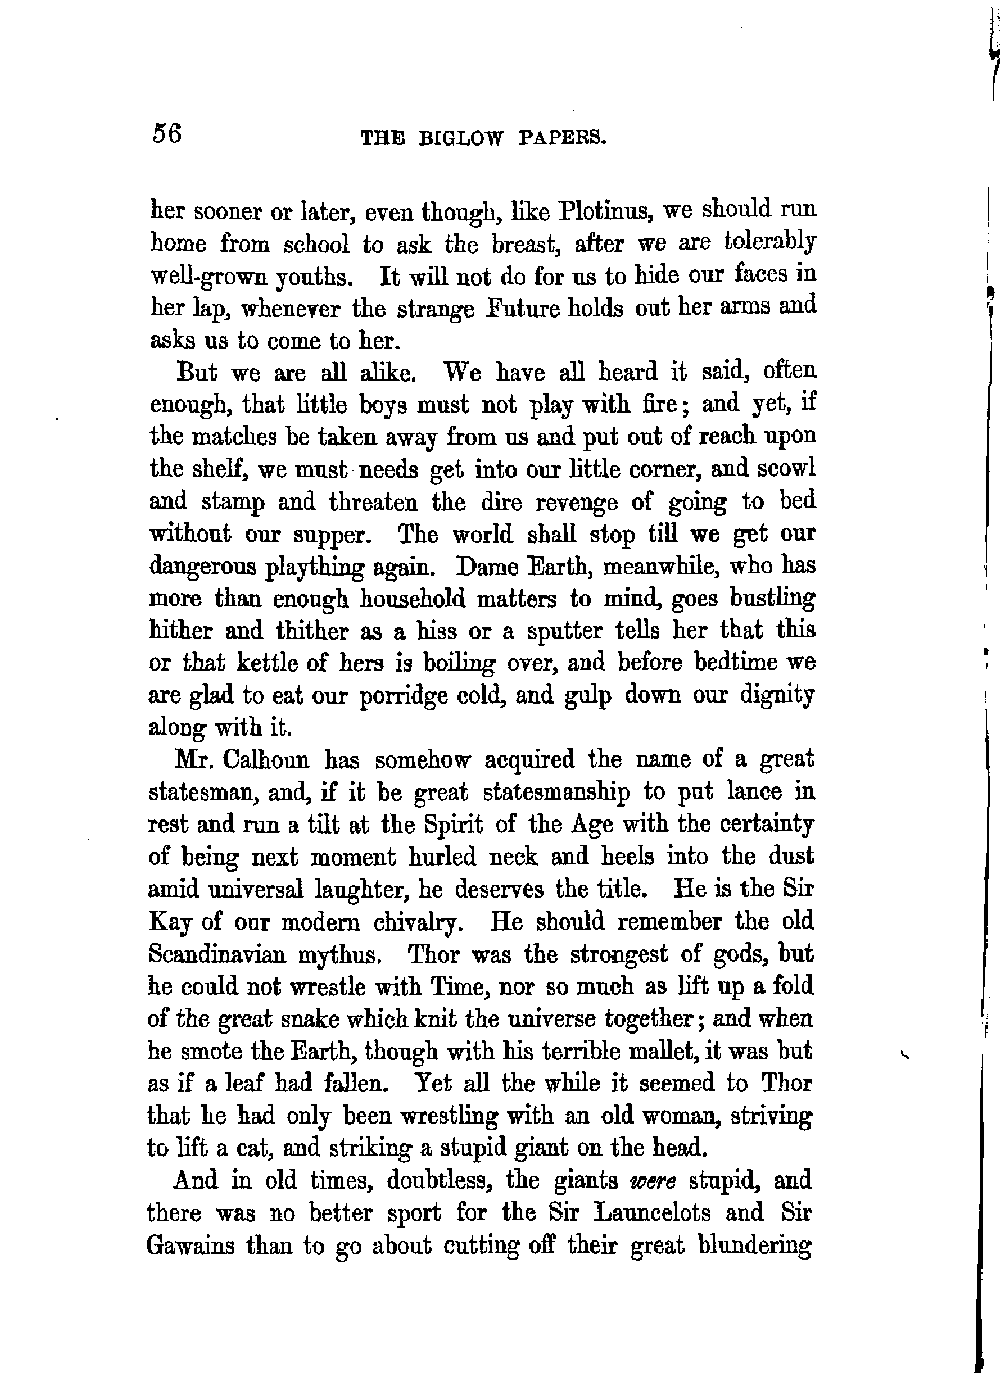 56 THE BIGLOW PAPERS.
her sooner or later, even though, like Plotinus, we should run
home from school to ask the breast, after we are tolerably
well-grown youths. It will not do for us to hide our faces in
her lap, whenever the strange Future holds out her arms and
asks us to come to her.
But we are all alike. We have all heard it said, often
enough, that little boys must not play with fire; and yet, if
the matches be taken away from us and put out of reach upon
the shelf, we must needs get into our little corner, and scowl
and stamp and threaten the dire revenge of going to bed
without our supper. The world shall stop till we get our
dangerous plaything again. Dame Earth, meanwhile, who has
more than enough household matters to mind, goes bustling
hither and thither as a hiss or a sputter tells her that this
or that kettle of hers is boiling over, and before bedtime we
are glad to eat our porridge cold, and gulp down our dignity
along with it.
Mr. Calhoun has somehow acquired the name of a great
statesman, and, if it be great statesmanship to put lance in
rest and run a tilt at the Spirit of the Age with the certainty
of being next moment hurled neck and heels into the dust
amid universal laughter, he deserves the title. He is the Sir
Kay of our modern chivalry. He should remember the old
Scandinavian mythus. Thor was the strongest of gods, but
he could not wrestle with Time, nor so much as lift up a fold
of the great snake which knit the universe together; and when
he smote the Earth, though with his terrible mallet, it was but
as if a leaf had fallen. Yet all the while it seemed to Thor
that he had only been wrestling with an old woman, striving
to lift a cat, and striking a stupid giant on the head.
And in old times, doubtless, the giants were stupid, and
there was no better sport for the Sir Launcelots and Sir
Gawains than to go about cutting off their great blundering